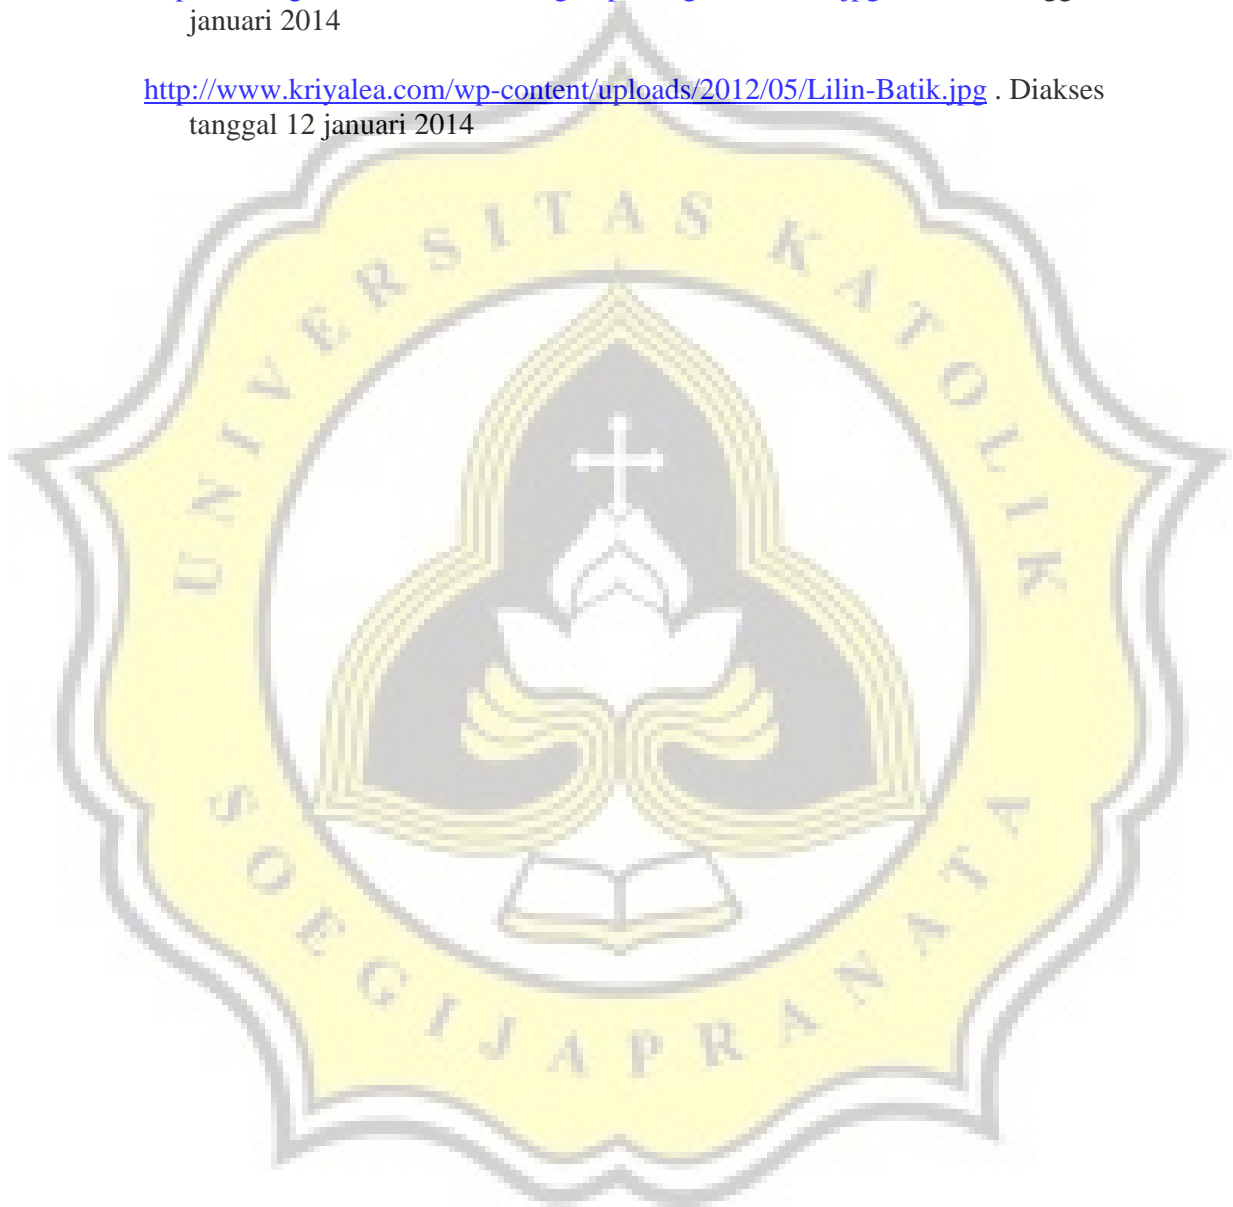 januari 2014
http://www.kriyalea.com/wp-content/uploads/2012/05/Lilin-Batik.jpg . Diakses
tanggal 12 januari 2014
UNIVERSITAS KATOLIK
SOEGIJAPRANATA